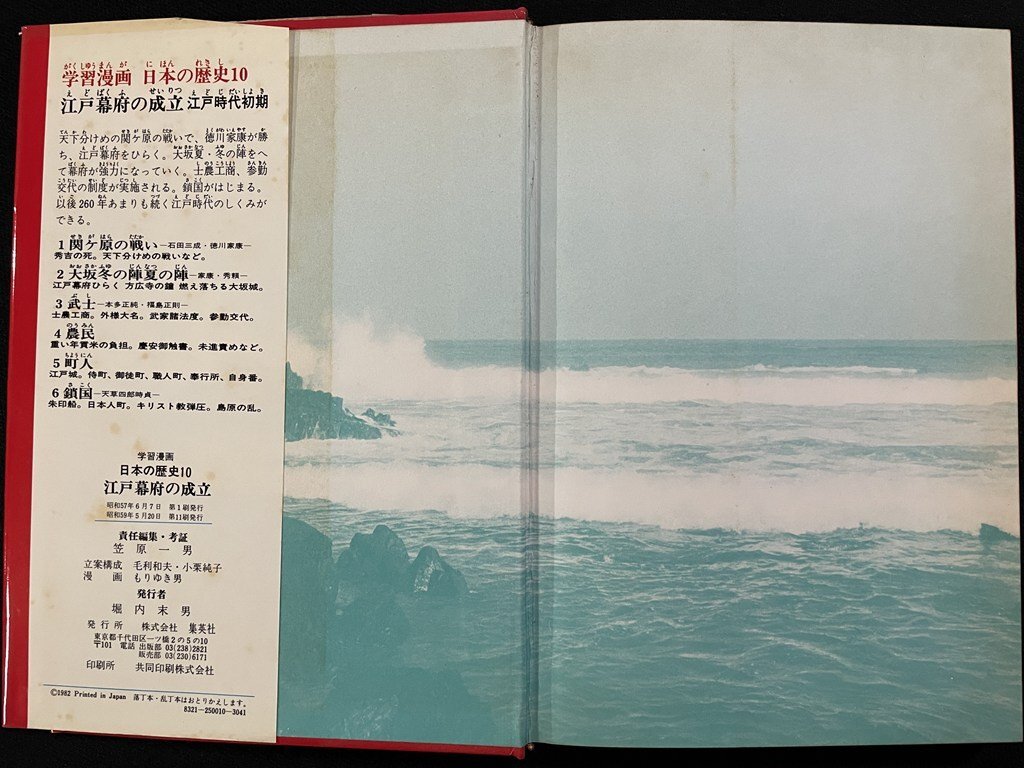 学習漫画 日本の歴史10
江戸幕府の成立 江戸時代初期
天下分けめの関ケ原の戦いで、徳川家康が勝
ち、江戸幕府をひらく。大坂夏・冬の陣をへ
て幕府が強力になっていく。士農工商、参勤
交代の制度が実施される。鎖国がはじまる。
以後260年あまりも続く江戸時代のしくみが
できる。
1 関ケ原の戦い―石田三成・徳川家康―
秀吉の死。天下分けめの戦いなど。
2 大坂冬の陣夏の陣―家康・秀頼―
江戸幕府ひらく 方広寺の鐘 燃え落ちる大坂城。
3 武士―本多正純・福島正則―
士農工商。外様大名。武家諸法度。参勤交代。
4 農民
重い年貢米の負担。慶安御触書。未進責めなど。
5 町人
江戸城。侍町、御徒町、職人町、奉行所、自身番。
6 鎖国―天草四郎時貞―
朱印船。日本人町。キリスト教弾圧。島原の乱。
学習漫画
日本の歴史10
江戸幕府の成立
昭和57年6月7日 第1刷発行
昭和59年5月20日 第11刷発行
責任編集・考証
笠原一男
立案構成 毛利和夫・小栗純子
漫画 もりゆき男
発行者
堀内末男
発行所 株式会社 集英社
東京都千代田区一ツ橋2の5の10
〒101 電話 出版部 03(238)2821
販売部 03(230)6171
印刷所 共同印刷株式会社
©1982 Printed in Japan 落丁本・乱丁本はおとりかえします。
8321-250010-3041